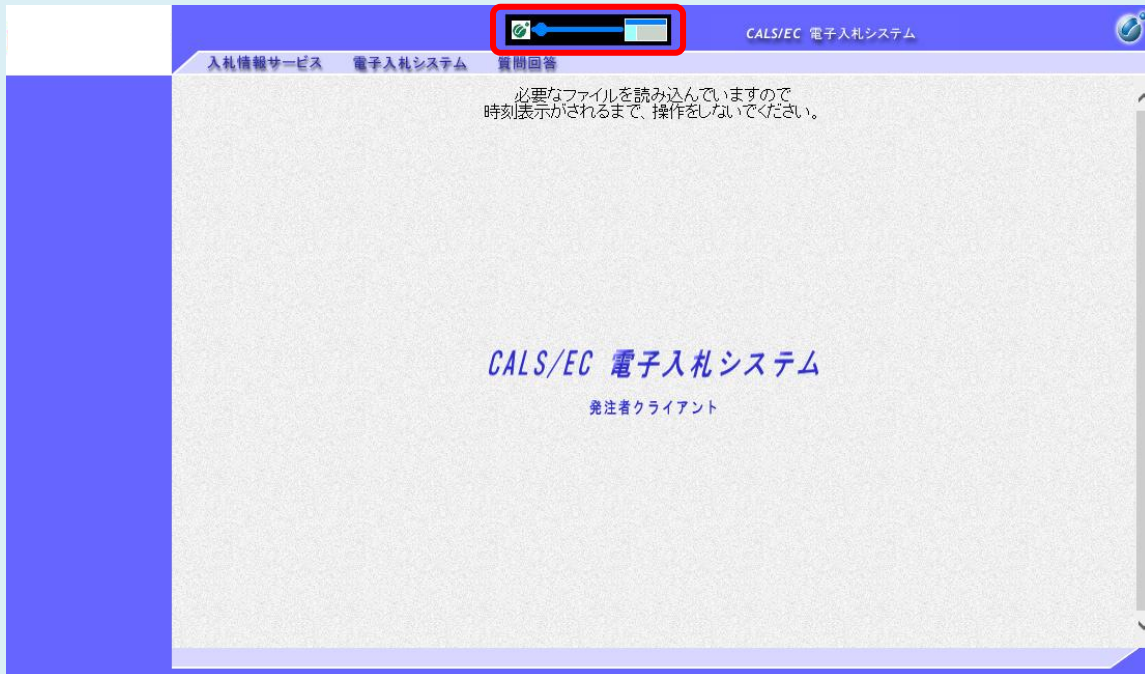 CALS/EC 電子入札システム
入札情報サービス 電子入札システム 質問回答
必要なファイルを読み込んでいますので
時刻表示がされるまで、操作をしないでください。
CALS/EC 電子入札システム
発注者クライアント